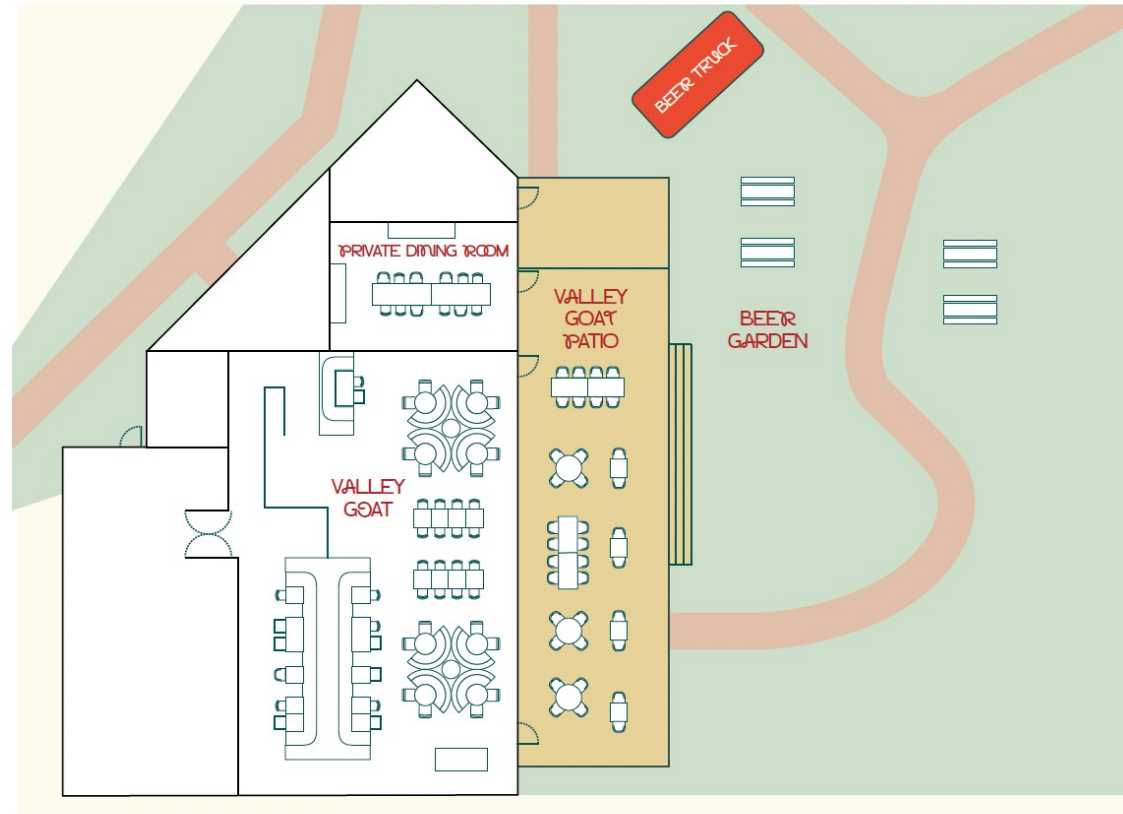 BEER TRUCK
PRIVATE DINING ROOM
VALLEY
GOAT
PATIO
BEER
GARDEN
VALLEY
GOAT